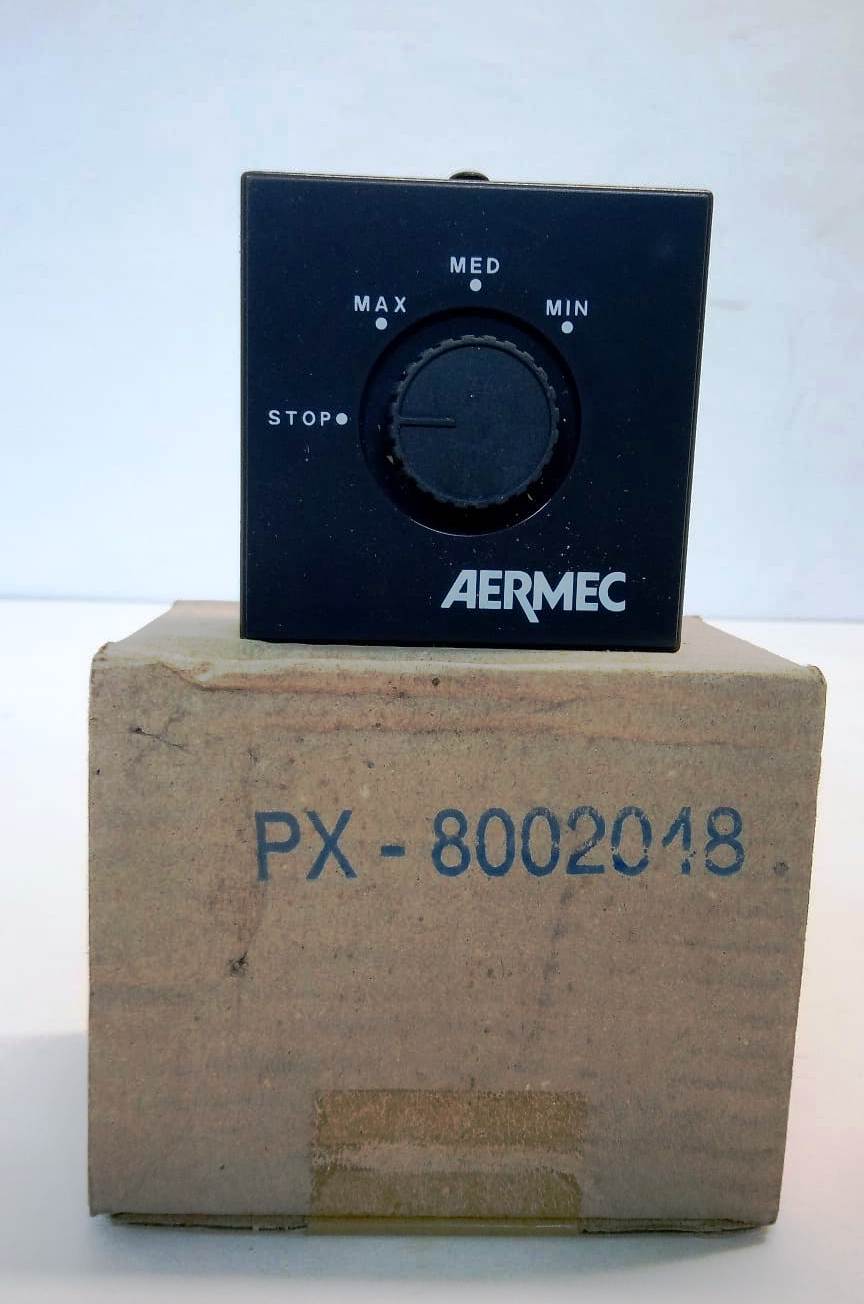 MED
MAX
MIN
STOP
AERMEC
PX - 8002018